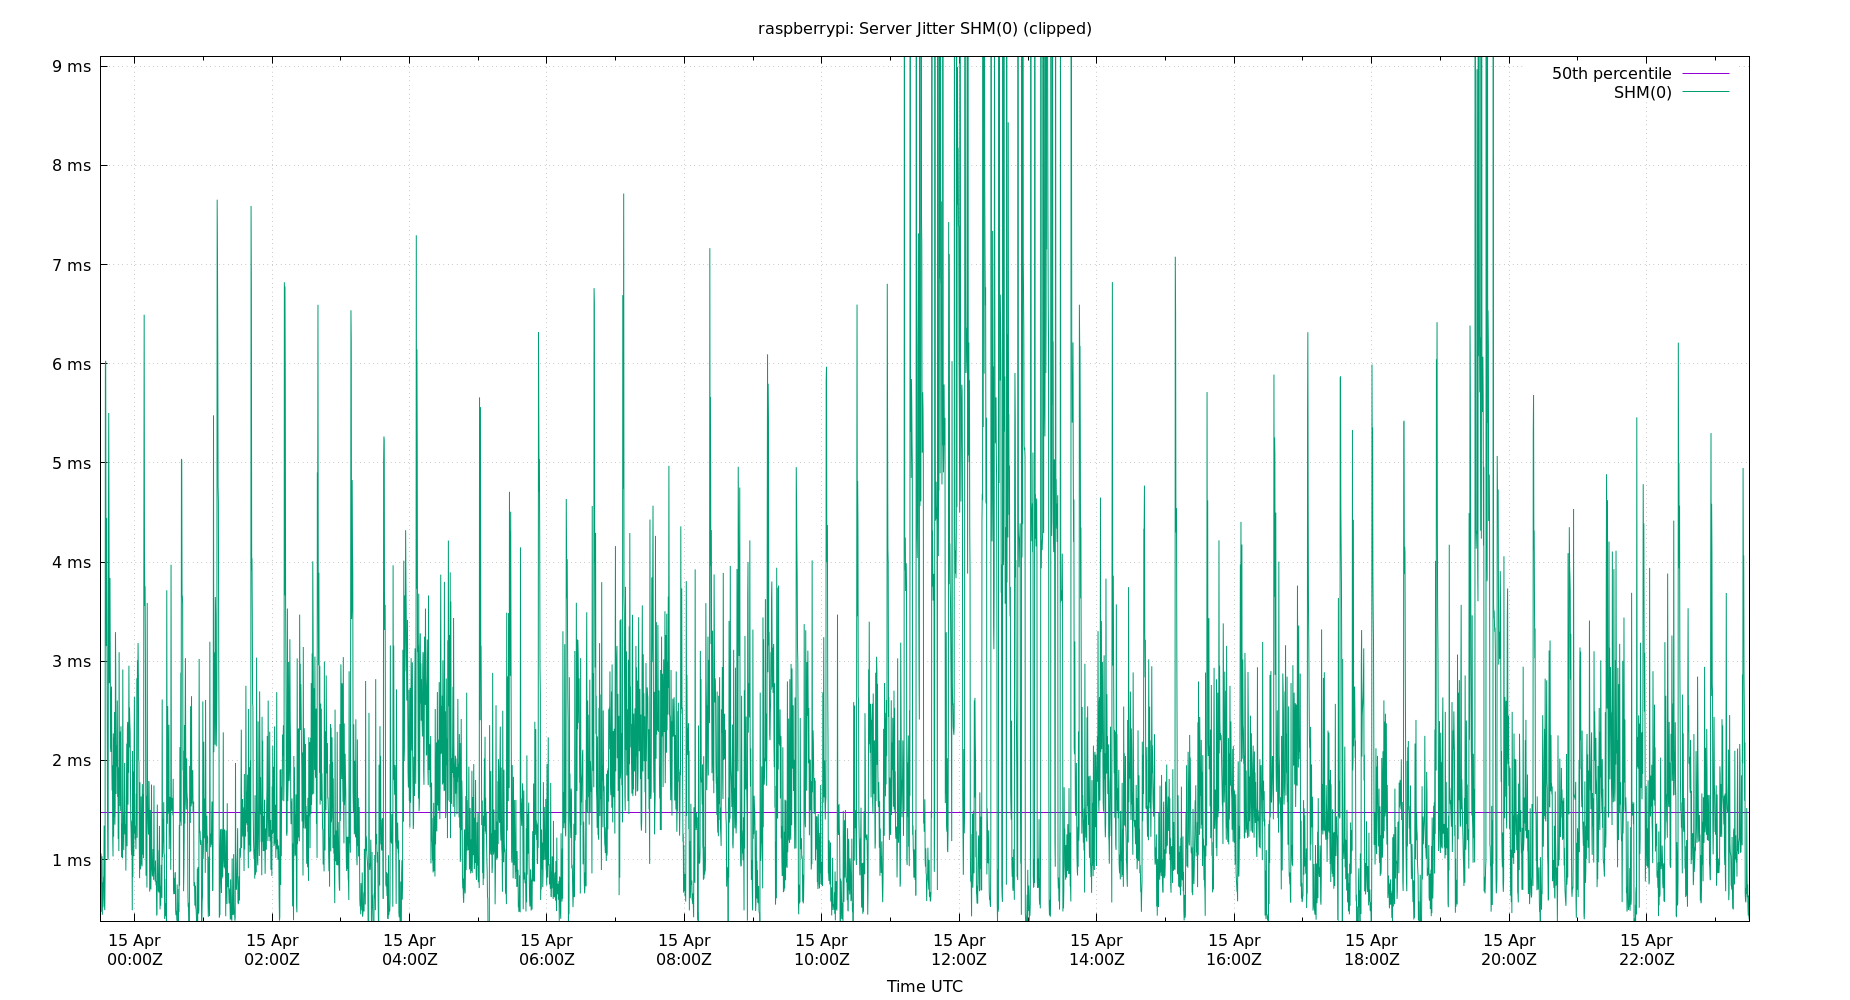 raspberrypi: Server Jitter SHM(0) (clipped)
9 ms
8 ms
7 ms
6 ms
5 ms
4 ms
3 ms
2 ms
1 ms
50th percentile
SHM(0)
15 Apr 15 Apr 15 Apr 15 Apr 15 Apr 15 Apr 15 Apr 15 Apr 15 Apr 15 Apr 15 Apr 15 Apr
00:00Z 02:00Z 04:00Z 06:00Z 08:00Z 10:00Z 12:00Z 14:00Z 16:00Z 18:00Z 20:00Z 22:00Z
Time UTC